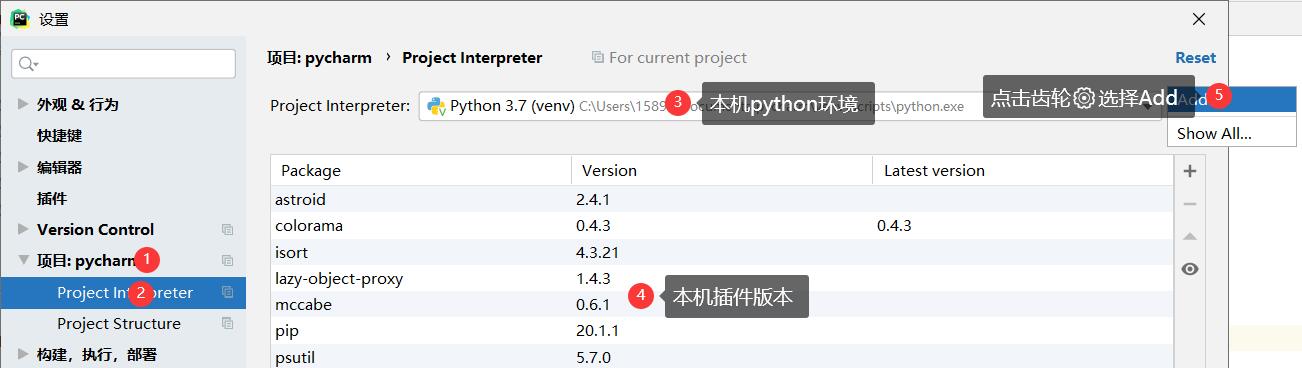 PC 设置
项目: pycharm › Project Interpreter For current project Reset
外观 & 行为
Project Interpreter: Python 3.7 (venv) C:\Users\1589 3 本机python环境 cripts\python.exe 点击齿轮选择Add 5
快捷键
Show All...
编辑器
Package Version Latest version
插件
astroid 2.4.1
Version Control
colorama 0.4.3 0.4.3
项目: pycharm 1
isort 4.3.21
lazy-object-proxy 1.4.3
Project Interpreter 2
4 本机插件版本
mccabe 0.6.1
Project Structure
pip 20.1.1
构建，执行，部署
psutil 5.7.0